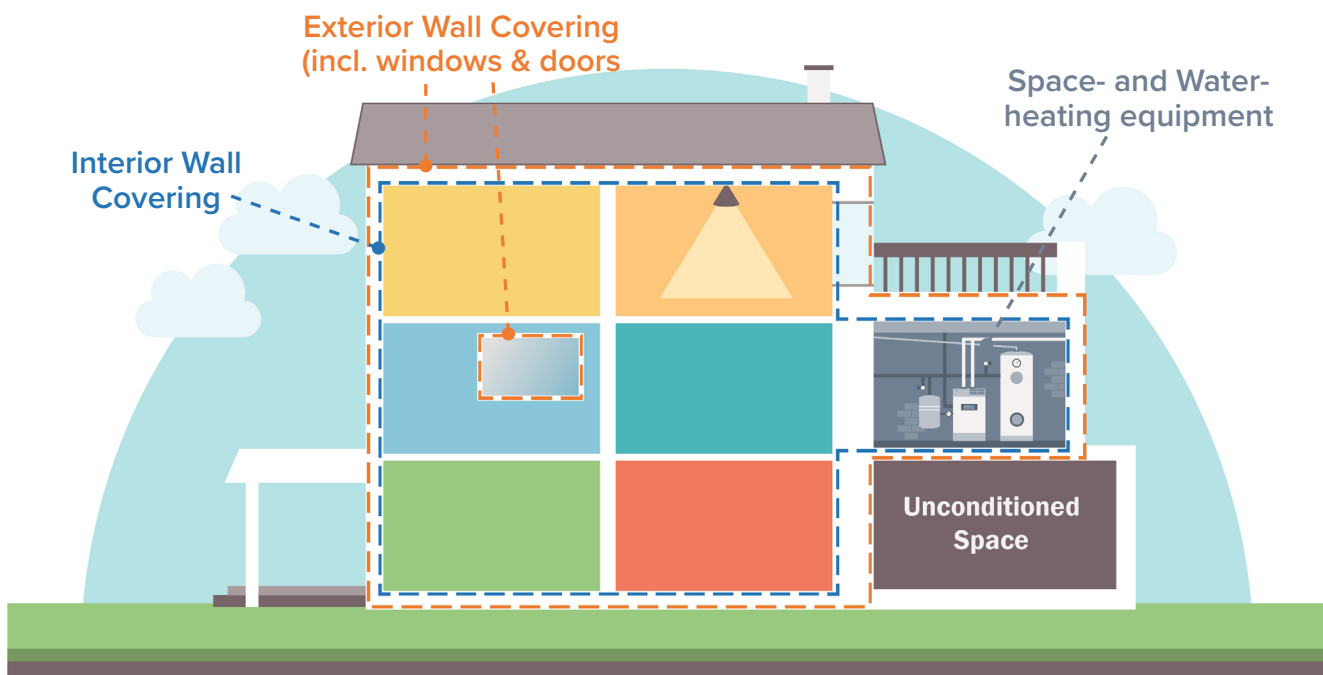 Exterior Wall Covering
(incl. windows & doors
Space- and Water-
heating equipment
Interior Wall
Covering
Unconditioned
Space